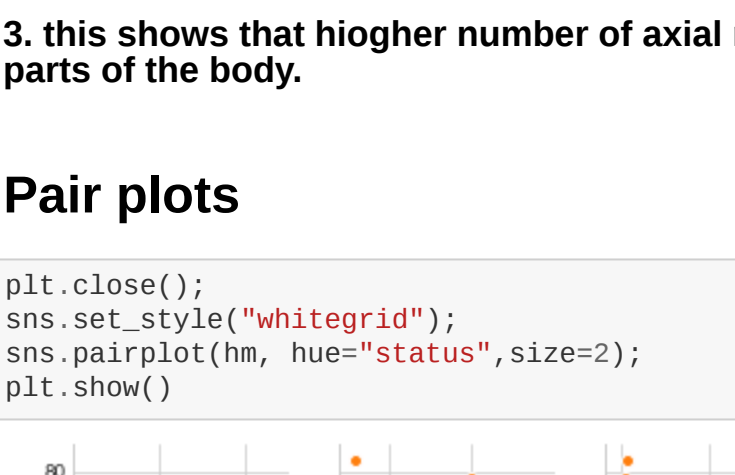 3. this shows that hiogher number of axial
parts of the body.
Pair plots
plt.close();
sns.set_style("whitegrid");
sns.pairplot(hm, hue="status",size=2);
plt.show()
80